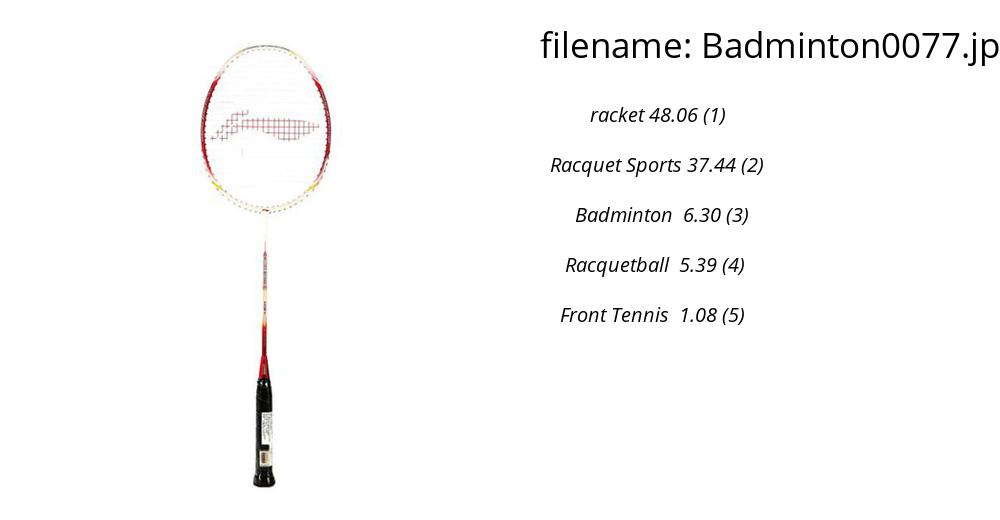 filename: Badminton0077.jp
racket 48.06 (1)
Racquet Sports 37.44 (2)
Badminton 6.30 (3)
Racquetball 5.39 (4)
Front Tennis 1.08 (5)